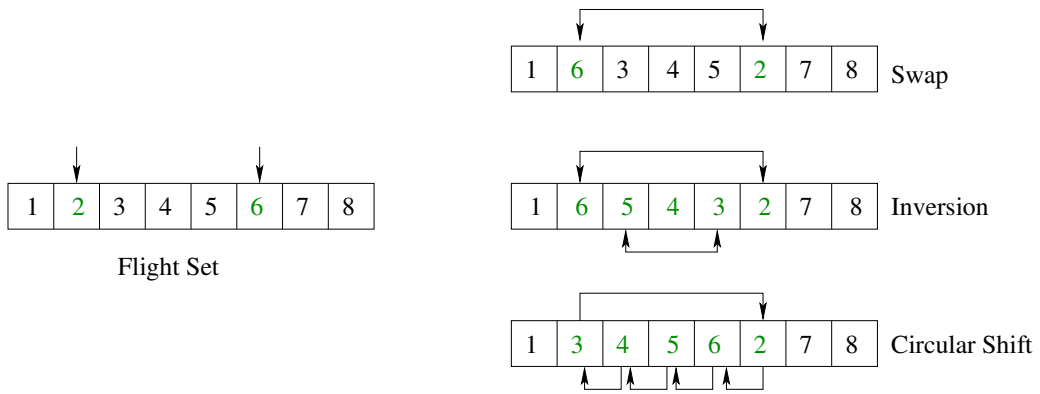 1 6 3 4 5 2 7 8 Swap
1 2 3 4 5 6 7 8
Flight Set
1 6 5 4 3 2 7 8 Inversion
1 3 4 5 6 2 7 8 Circular Shift